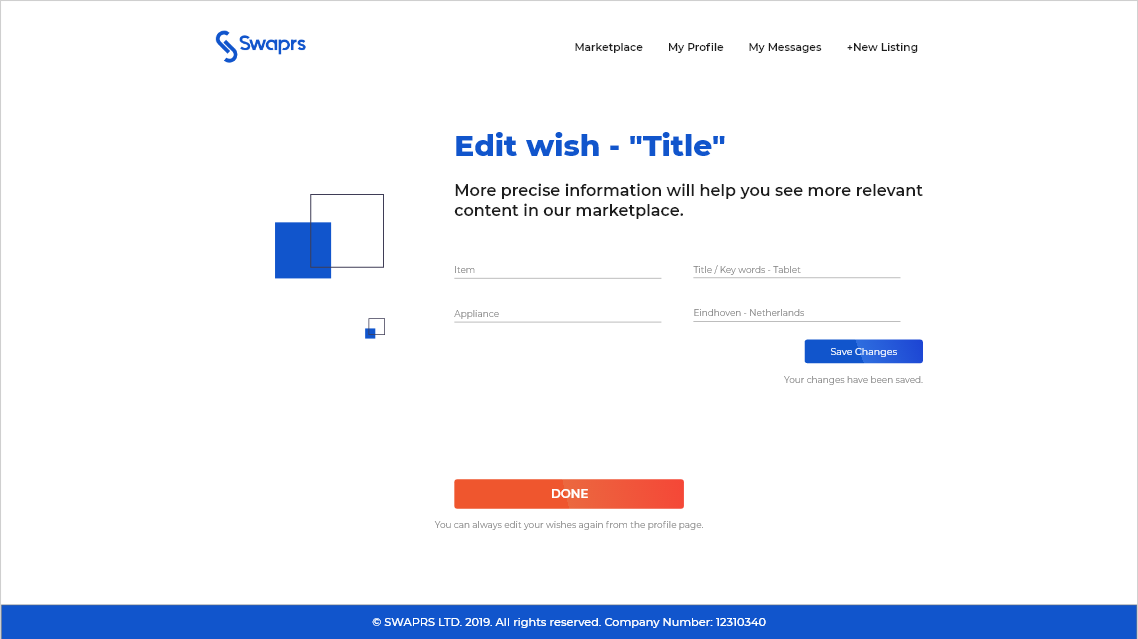 Swaprs
Marketplace
My Profile
My Messages
+New Listing
Edit wish - "Title"
More precise information will help you see more relevant
content in our marketplace.
Item
Title / Key words - Tablet
Appliance
Eindhoven - Netherlands
Save Changes
Your changes have been saved.
DONE
You can always edit your wishes again from the profile page.
© SWAPRS LTD. 2019. All rights reserved. Company Number: 12310340